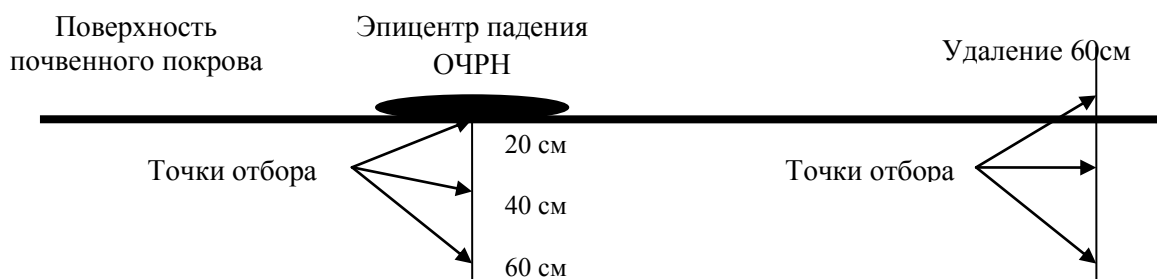 Поверхность
почвенного покрова
Эпицентр падения
ОЧРН
Удаление 60см
20 см
Точки отбора
Точки отбора
40 см
60 см